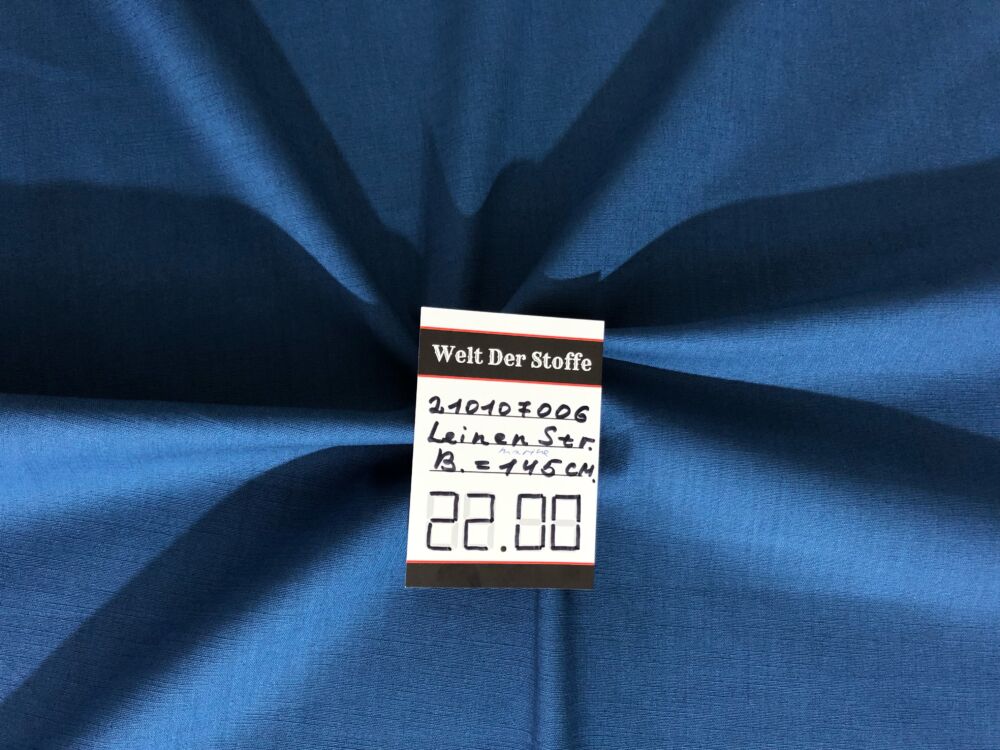 Welt Der Stoffe
210107006
Leinen Str.
B. = 145 CM.
22.00